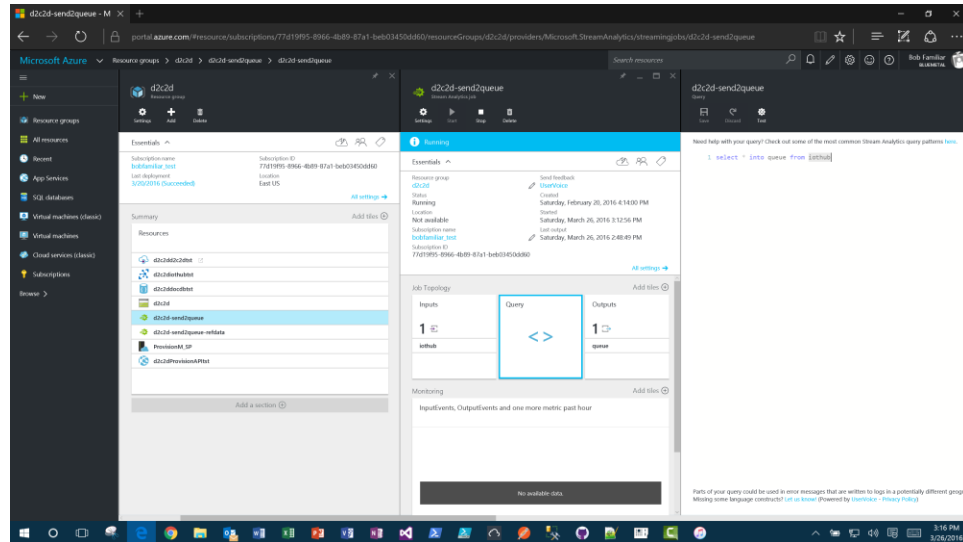 d2c2d-send2queue - M
portal.azure.com/#resource/subscriptions/77d19f95-8966-4b89-87a1-beb03450dd60/resourceGroups/d2c2d/providers/Microsoft.StreamAnalytics/streamingjobs/d2c2d-send2queue
Microsoft Azure
Resource groups > d2c2d > d2c2d-send2queue > d2c2d-send2queue
Search resources
Bob Familiar
BLUEMETAL
New
Resource groups
All resources
Recent
App Services
SQL databases
Virtual machines (classic)
Virtual machines
Cloud services (classic)
Subscriptions
Browse >
d2c2d
Resource group
Settings Add Delete
Essentials
Subscription name
bobfamiliar_test
Subscription ID
77d19f95-8966-4b89-87a1-beb03450dd60
Last deployment
3/20/2016 (Succeeded)
Location
East US
All settings
Summary
Add tiles
Resources
d2c2dd2c2dtst
d2c2diothubtst
d2c2ddocdbtst
d2c2d
d2c2d-send2queue
d2c2d-send2queue-refdata
ProvisionM_SP
d2c2dProvisionAPItst
Add a section
d2c2d-send2queue
Stream Analytics job
Settings Start Stop Delete
Running
Essentials
Resource group
d2c2d
Send feedback
UserVoice
Status
Running
Created
Saturday, February 20, 2016 4:14:00 PM
Location
Not available
Started
Saturday, March 26, 2016 3:12:56 PM
Subscription name
bobfamiliar_test
Last output
Saturday, March 26, 2016 2:48:49 PM
Subscription ID
77d19f95-8966-4b89-87a1-beb03450dd60
All settings
Job Topology
Add tiles
Inputs
1
iothub
Query
< >
Outputs
1
queue
Monitoring
Add tiles
InputEvents, OutputEvents and one more metric past hour
No available data.
d2c2d-send2queue
Query
Save Discard Test
Need help with your query? Check out some of the most common Stream Analytics query patterns here.
1 select * into queue from iothub
Parts of your query could be used in error messages that are written to logs in a potentially different geog
Missing some language constructs? Let us know! (Powered by UserVoice - Privacy Policy)
3:16 PM
3/26/2016